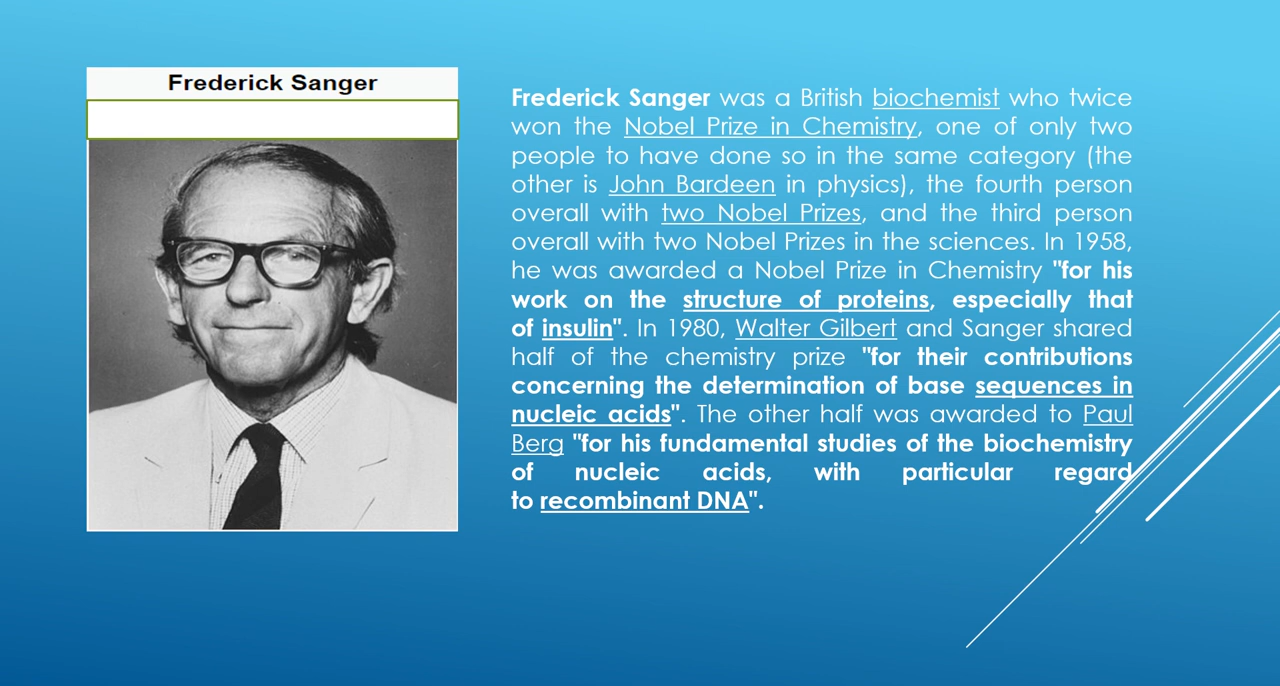 Frederick Sanger
Frederick Sanger was a British biochemist who twice
won the Nobel Prize in Chemistry, one of only two
people to have done so in the same category (the
other is John Bardeen in physics), the fourth person
overall with two Nobel Prizes, and the third person
overall with two Nobel Prizes in the sciences. In 1958,
he was awarded a Nobel Prize in Chemistry "for his
work on the structure of proteins, especially that
of insulin". In 1980, Walter Gilbert and Sanger shared
half of the chemistry prize "for their contributions
concerning the determination of base sequences in
nucleic acids". The other half was awarded to Paul
Berg "for his fundamental studies of the biochemistry
of nucleic acids, with particular regard
to recombinant DNA".